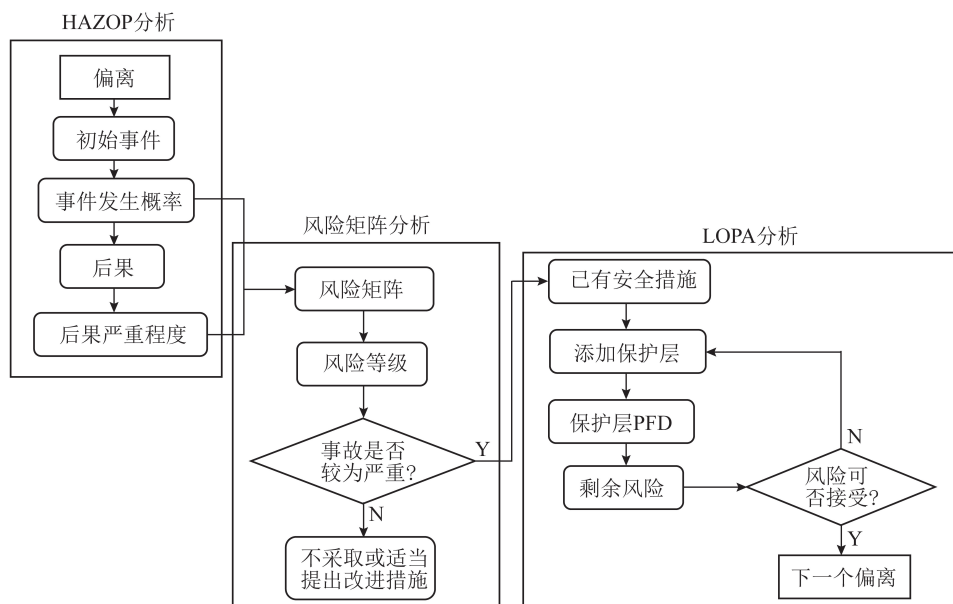 HAZOP分析
偏离
初始事件
事件发生概率
后果
后果严重程度
风险矩阵分析
风险矩阵
风险等级
事故是否
较为严重?
Y
N
不采取或适当
提出改进措施
LOPA分析
已有安全措施
添加保护层
保护层PFD
剩余风险
风险可
否接受?
N
Y
下一个偏离